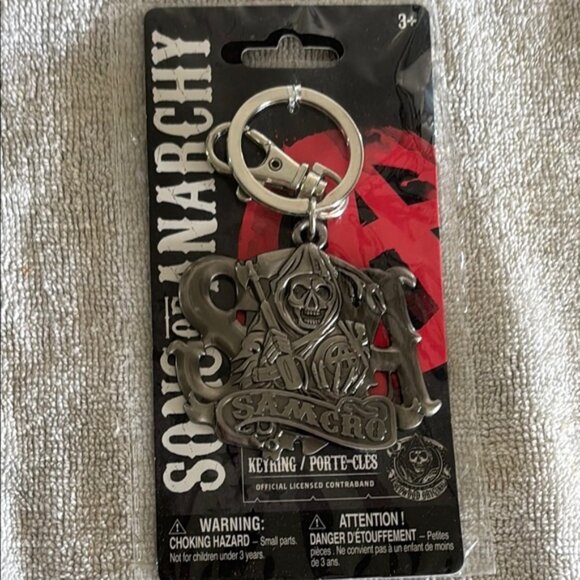 3+
SONS OF ANARCHY
S A
SAMCRO
KEYRING / PORTE-CLÉS
OFFICIAL LICENSED CONTRABAND
WARNING:
CHOKING HAZARD - Small parts.
Not for children under 3 years.
ATTENTION !
DANGER D'ÉTOUFFEMENT – Petites
pièces . Ne convient pas à un enfant de moins
de 3 ans.